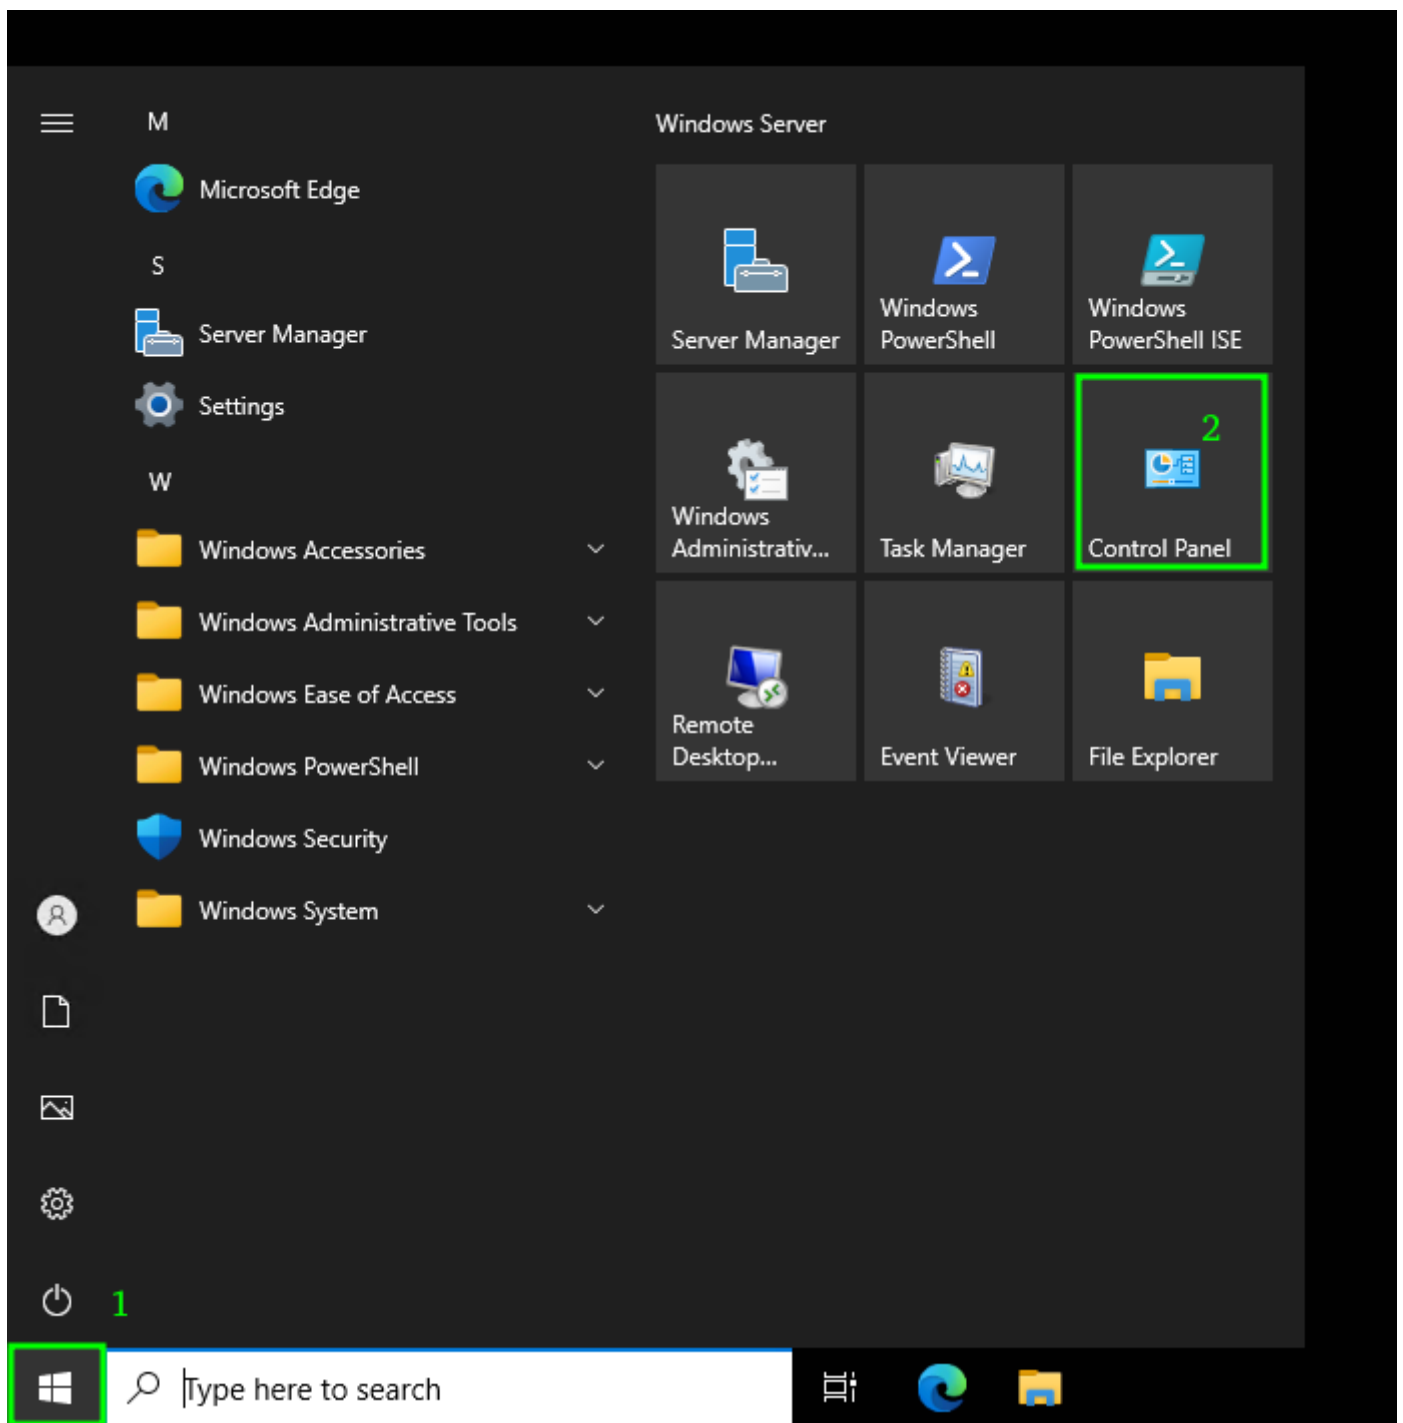 M
Microsoft Edge
S
Server Manager
Settings
W
Windows Accessories
Windows Administrative Tools
Windows Ease of Access
Windows PowerShell
Windows Security
Windows System
Windows Server
Server Manager
Windows
PowerShell
Windows
PowerShell ISE
Windows
Administrativ...
Task Manager
2
Control Panel
Remote
Desktop...
Event Viewer
File Explorer
1
Type here to search